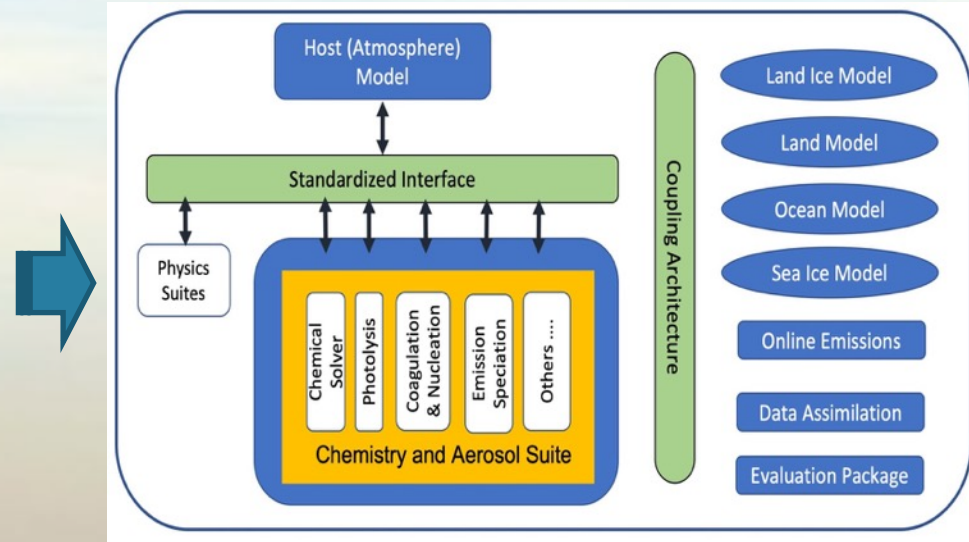 Host (Atmosphere)
Model
Standardized Interface
Physics
Suites
Chemical
Solver
Photolysis
Coagulation
& Nucleation
Emission
Speciation
Others ....
Chemistry and Aerosol Suite
Coupling Architecture
Land Ice Model
Land Model
Ocean Model
Sea Ice Model
Online Emissions
Data Assimilation
Evaluation Package